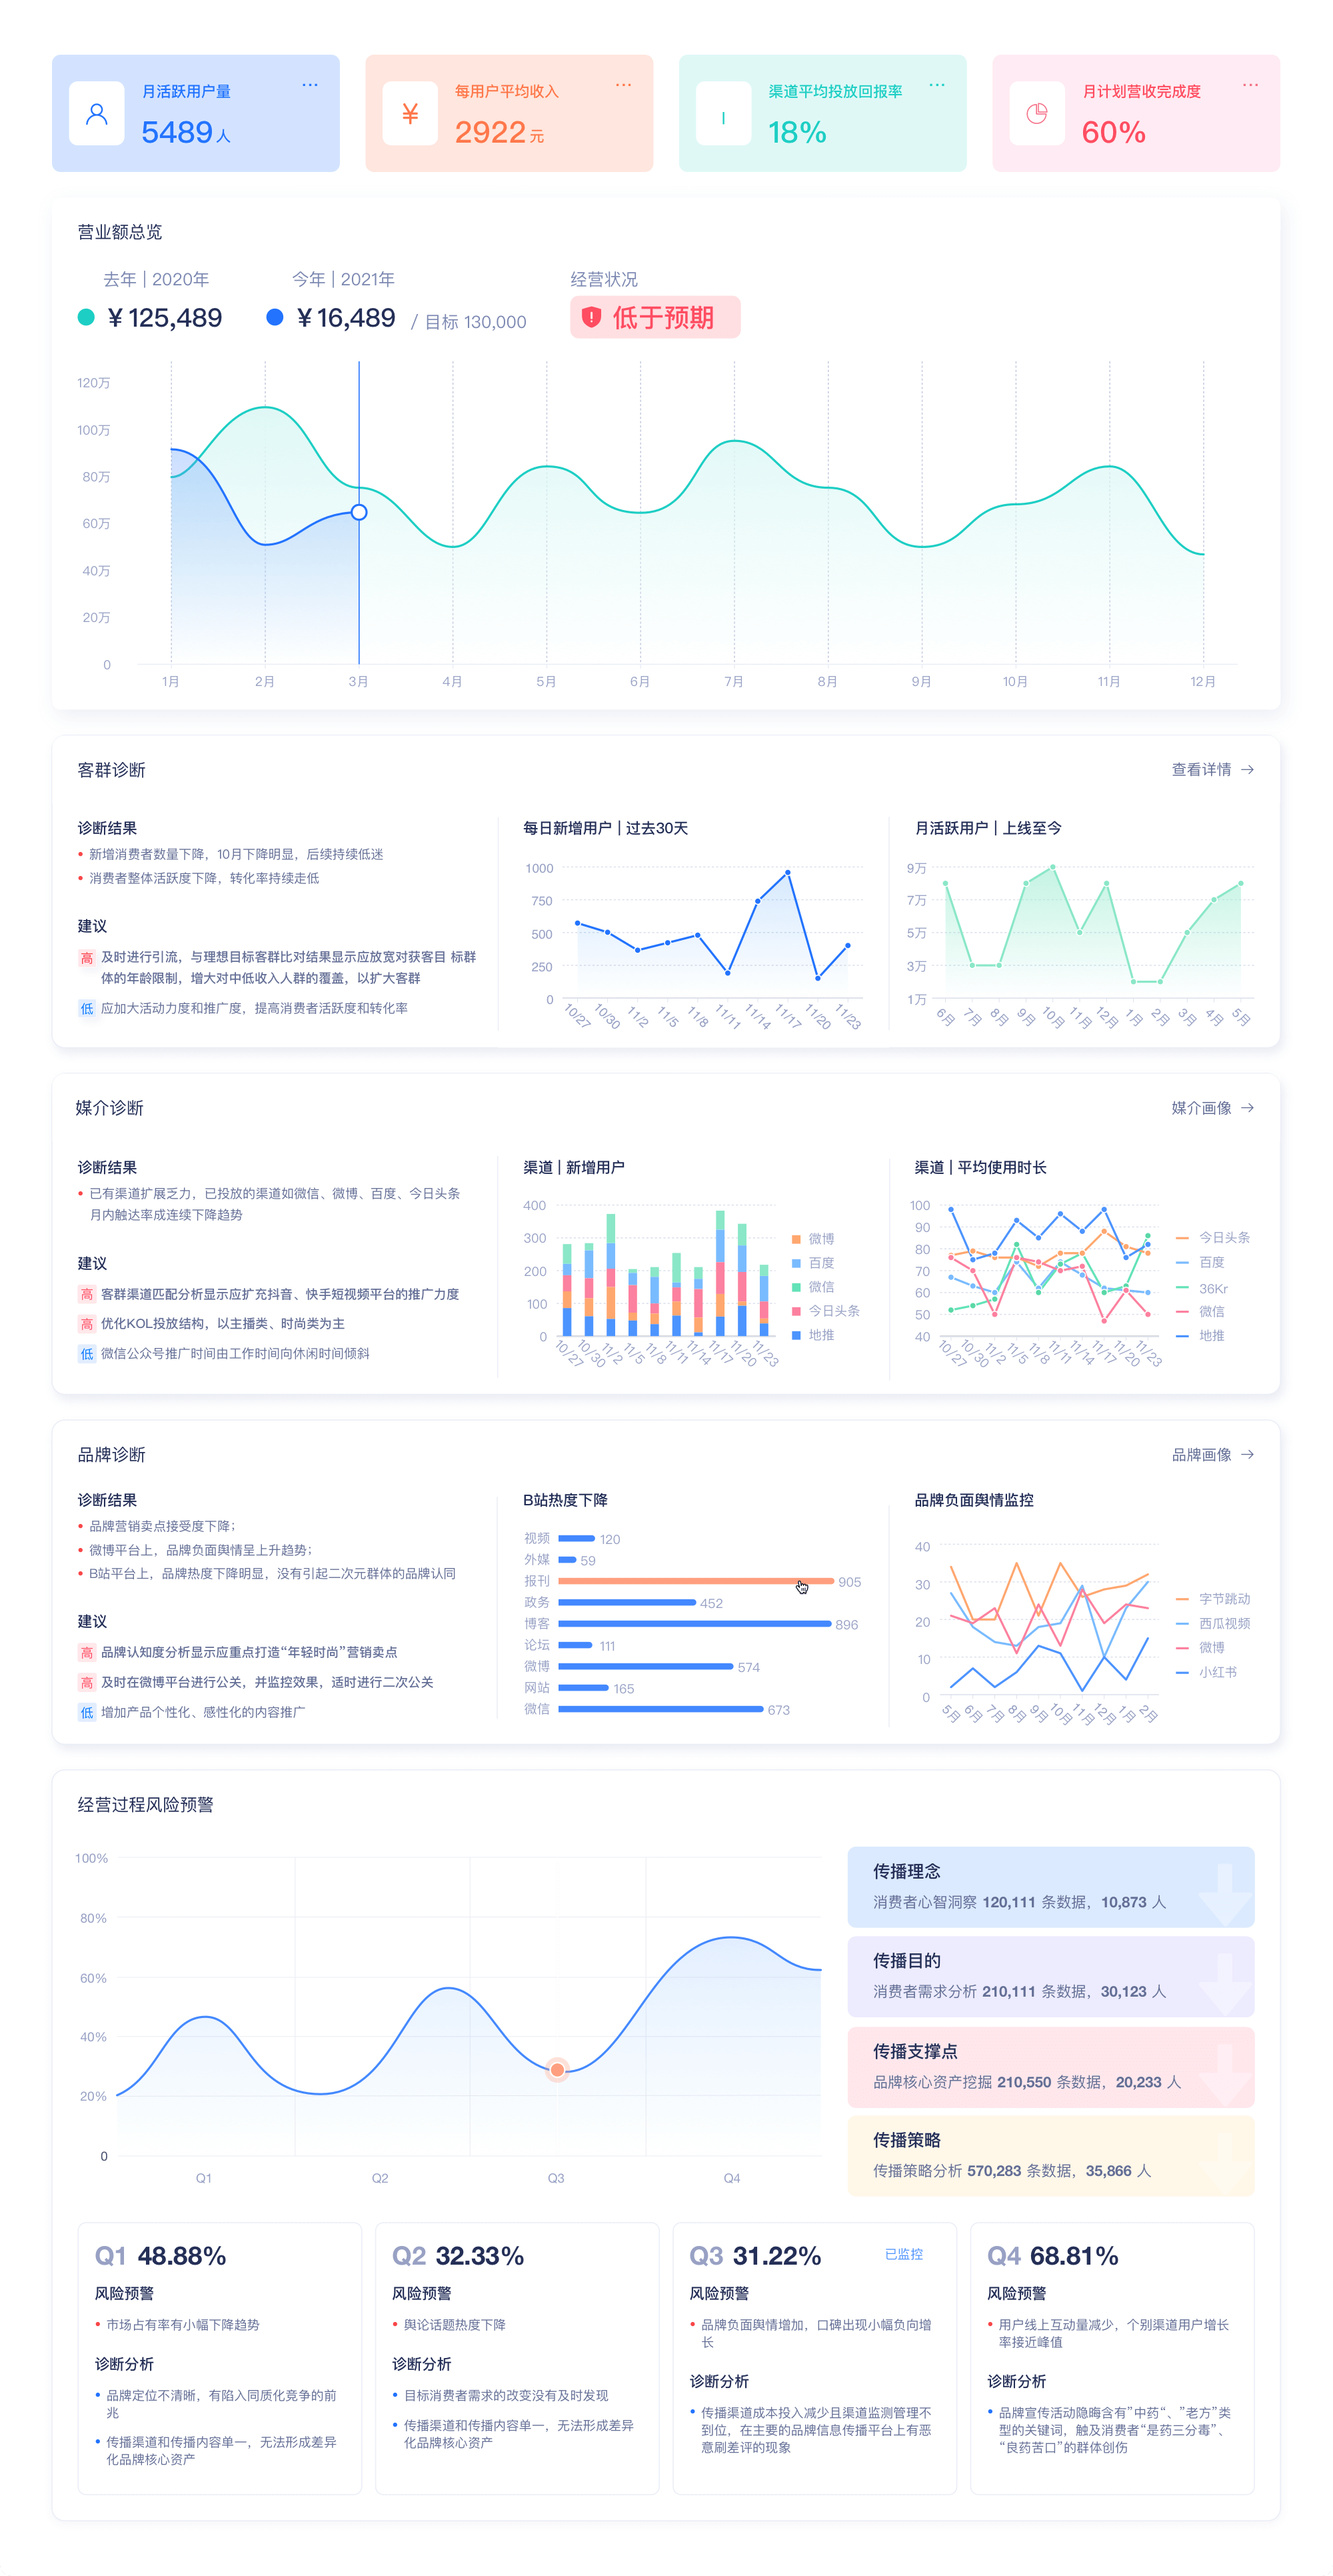 月活跃用户量
5489人
每用户平均收入
¥
2922元
渠道平均投放回报率
18%
月计划营收完成度
60%
营业额总览
去年 | 2020年
¥ 125,489
今年 | 2021年
¥ 16,489 / 目标 130,000
经营状况
低于预期
120万
100万
80万
60万
40万
20万
0
1月 2月 3月 4月 5月 6月 7月 8月 9月 10月 11月 12月
客群诊断
查看详情 →
诊断结果
新增消费者数量下降，10月下降明显，后续持续低迷
消费者整体活跃度下降，转化率持续走低
建议
高 及时进行引流，与理想目标客群比对结果显示应放宽对获客目 标群
体的年龄限制，增大对中低收入人群的覆盖，以扩大客群
低 应加大活动力度和推广度，提高消费者活跃度和转化率
每日新增用户 | 过去30天
1000
750
500
250
0
10/27 10/30 11/2 11/5 11/8 11/11 11/14 11/17 11/20 11/23
月活跃用户 | 上线至今
9万
7万
5万
3万
1万
6月 7月 8月 9月 10月 11月 12月 1月 2月 3月 4月 5月
媒介诊断
媒介画像 →
诊断结果
已有渠道扩展乏力，已投放的渠道如微信、微博、百度、今日头条
月内触达率成连续下降趋势
建议
高 客群渠道匹配分析显示应扩充抖音、快手短视频平台的推广力度
高 优化KOL投放结构，以主播类、时尚类为主
低 微信公众号推广时间由工作时间向休闲时间倾斜
渠道 | 新增用户
400
300
200
100
0
10/27 10/30 11/2 11/5 11/8 11/11 11/14 11/17 11/20 11/23
微博
百度
微信
今日头条
地推
渠道 | 平均使用时长
100
90
80
70
60
50
40
10/27 10/30 11/2 11/5 11/8 11/11 11/14 11/17 11/20 11/23
今日头条
百度
36Kr
微信
地推
品牌诊断
品牌画像 →
诊断结果
品牌营销卖点接受度下降；
微博平台上，品牌负面舆情呈上升趋势；
B站平台上，品牌热度下降明显，没有引起二次元群体的品牌认同
建议
高 品牌认知度分析显示应重点打造“年轻时尚”营销卖点
高 及时在微博平台进行公关，并监控效果，适时进行二次公关
低 增加产品个性化、感性化的内容推广
B站热度下降
视频 120
外媒 59
报刊 905
政务 452
博客 896
论坛 111
微博 574
网站 165
微信 673
品牌负面舆情监控
40
30
20
10
0
5月 6月 7月 8月 9月 10月 11月 12月 1月 2月
字节跳动
西瓜视频
微博
小红书
经营过程风险预警
100%
80%
60%
40%
20%
0
Q1 Q2 Q3 Q4
传播理念
消费者心智洞察 120,111 条数据，10,873 人
传播目的
消费者需求分析 210,111 条数据，30,123 人
传播支撑点
品牌核心资产挖掘 210,550 条数据，20,233 人
传播策略
传播策略分析 570,283 条数据，35,866 人
Q1 48.88%
风险预警
市场占有率有小幅下降趋势
诊断分析
品牌定位不清晰，有陷入同质化竞争的前
兆
传播渠道和传播内容单一，无法形成差异
化品牌核心资产
Q2 32.33%
风险预警
舆论话题热度下降
诊断分析
目标消费者需求的改变没有及时发现
传播渠道和传播内容单一，无法形成差异
化品牌核心资产
Q3 31.22% 已监控
风险预警
品牌负面舆情增加，口碑出现小幅负向增
长
诊断分析
传播渠道成本投入减少且渠道监测管理不
到位，在主要的品牌信息传播平台上有恶
意刷差评的现象
Q4 68.81%
风险预警
用户线上互动量减少，个别渠道用户增长
率接近峰值
诊断分析
品牌宣传活动隐晦含有”中药“、”老方”类
型的关键词，触及消费者“是药三分毒”、
“良药苦口”的群体创伤